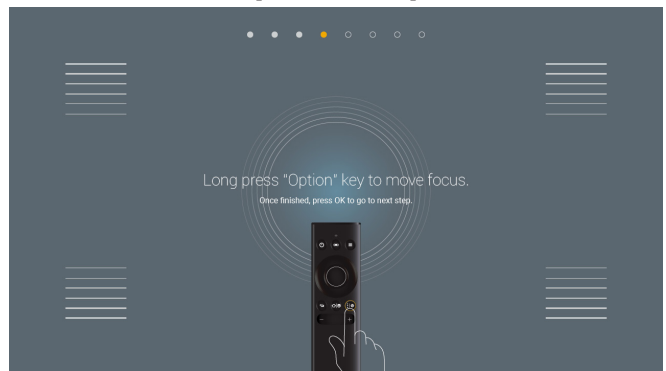 Long press "Option" key to move focus.
Once finished, press OK to go to next step.